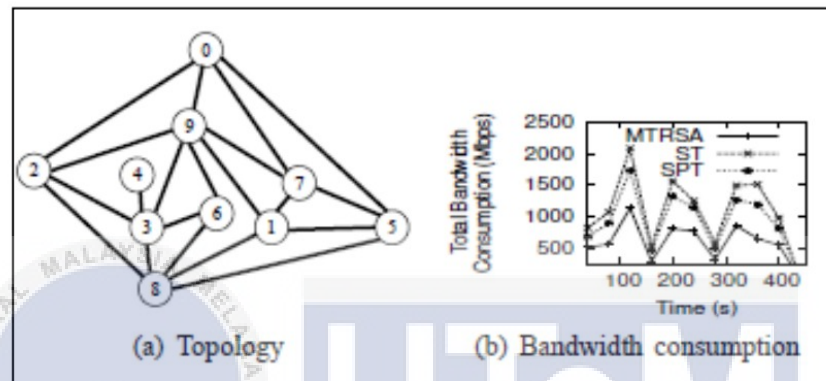 0
9
2
4
7
3
6
1
5
8
(a) Topology
Total Bandwidth
Consumption (Mbps)
2500
2000
1500
1000
500
MTRSA
ST
SPT
100 200 300 400
Time (s)
(b) Bandwidth consumption
MALAYSIA